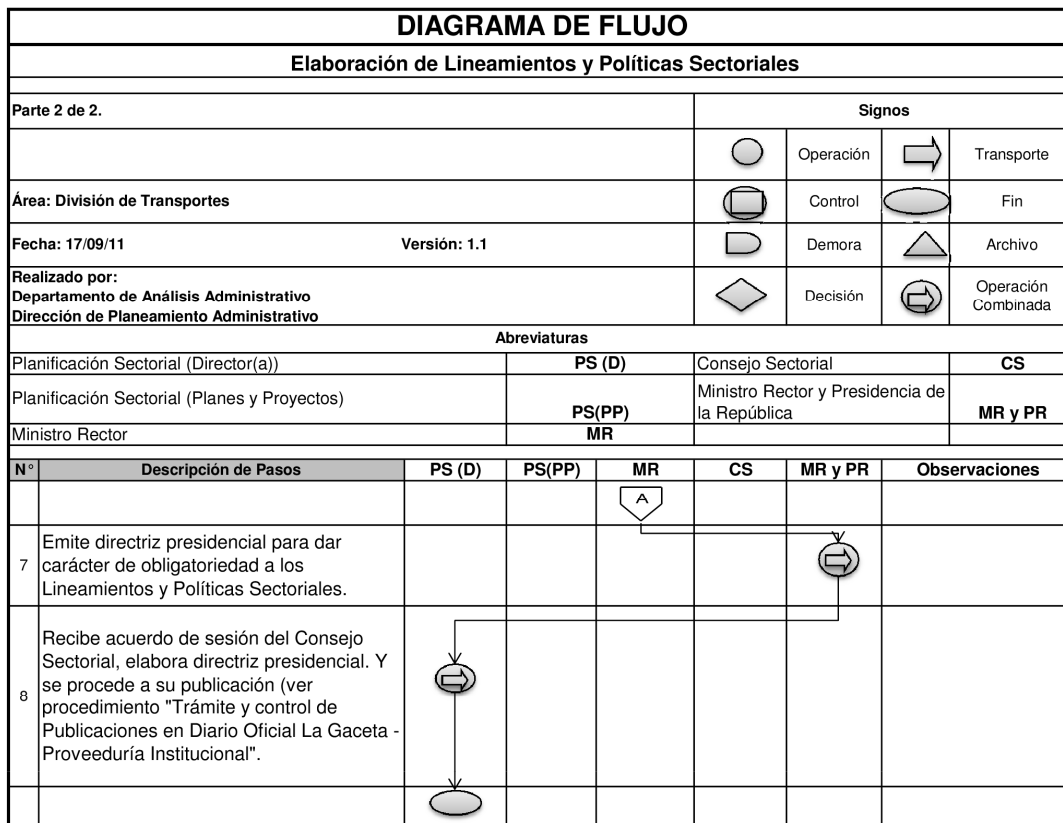 DIAGRAMA DE FLUJO
Elaboración de Lineamientos y Políticas Sectoriales
Parte 2 de 2.
Signos
Operación
Transporte
Área: División de Transportes
Control
Fin
Fecha: 17/09/11
Versión: 1.1
Demora
Archivo
Realizado por:
Departamento de Análisis Administrativo
Dirección de Planeamiento Administrativo
Decisión
Operación
Combinada
Abreviaturas
Planificación Sectorial (Director(a))
PS (D)
Consejo Sectorial
CS
Planificación Sectorial (Planes y Proyectos)
PS(PP)
Ministro Rector y Presidencia de
la República
MR y PR
Ministro Rector
MR
N°
Descripción de Pasos
PS (D)
PS(PP)
MR
CS
MR y PR
Observaciones
A
7
Emite directriz presidencial para dar
carácter de obligatoriedad a los
Lineamientos y Políticas Sectoriales.
8
Recibe acuerdo de sesión del Consejo
Sectorial, elabora directriz presidencial. Y
se procede a su publicación (ver
procedimiento "Trámite y control de
Publicaciones en Diario Oficial La Gaceta -
Proveeduría Institucional".